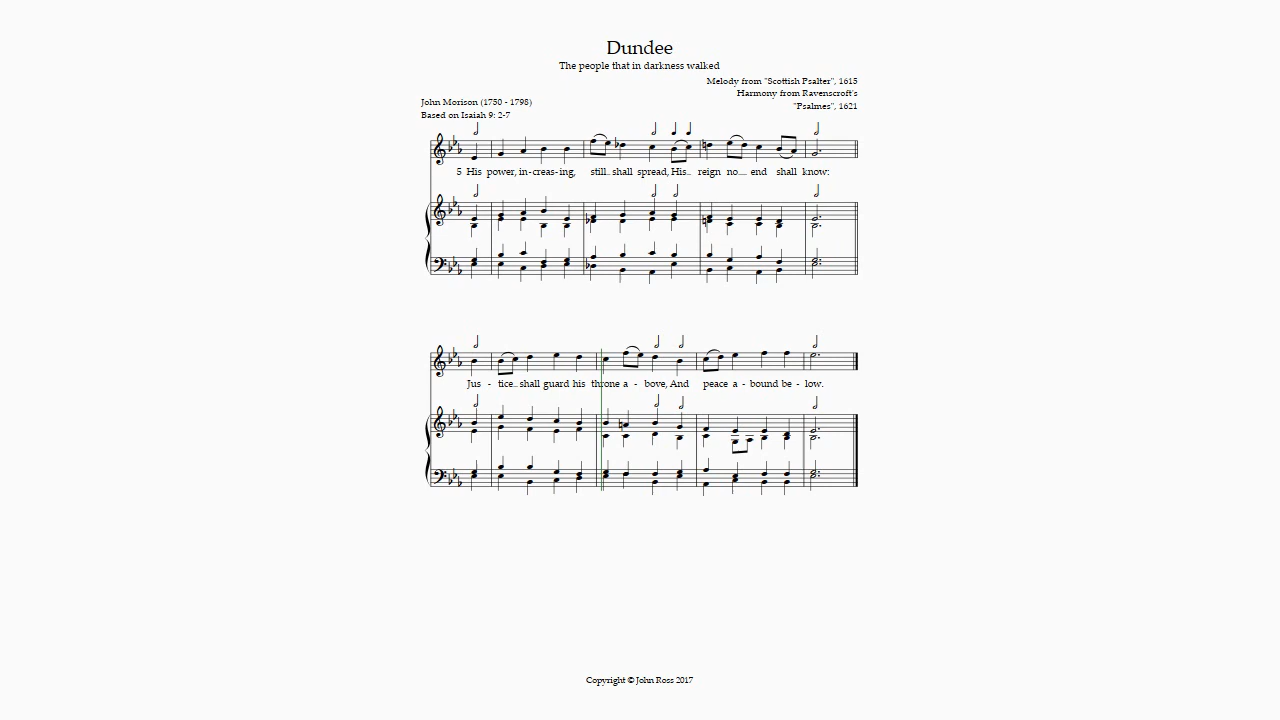 Dundee
The people that in darkness walked
Melody from "Scottish Psalter", 1615
Harmony from Ravenscroft's
"Psalmes", 1621
John Morison (1750 - 1798)
Based on Isaiah 9: 2-7
5 His power, in-creas-ing, still shall spread, His reign no end shall know:
Jus - tice shall guard his throne a - bove, And peace a - bound be - low.
Copyright © John Ross 2017